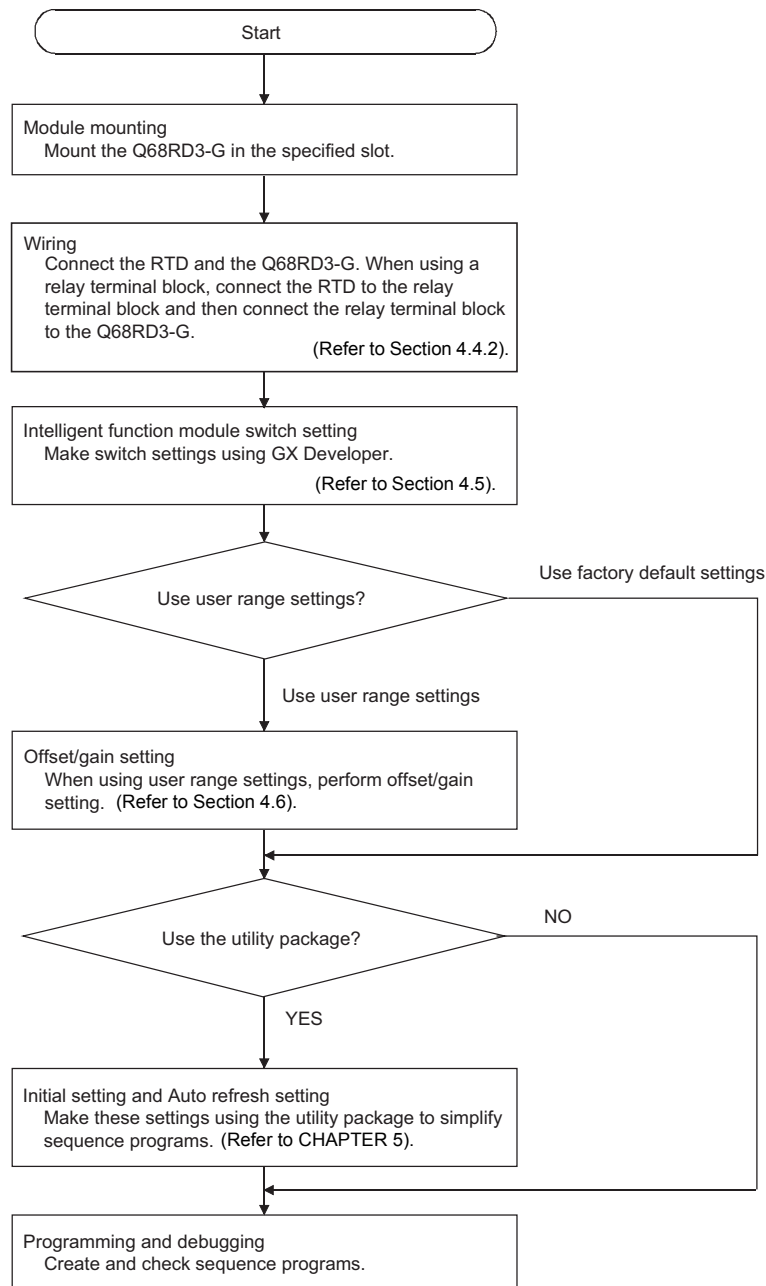 Start
Module mounting
Mount the Q68RD3-G in the specified slot.
Wiring
Connect the RTD and the Q68RD3-G. When using a
relay terminal block, connect the RTD to the relay
terminal block and then connect the relay terminal block
to the Q68RD3-G.
(Refer to Section 4.4.2).
Intelligent function module switch setting
Make switch settings using GX Developer.
(Refer to Section 4.5).
Use factory default settings
Use user range settings?
Use user range settings
Offset/gain setting
When using user range settings, perform offset/gain
setting. (Refer to Section 4.6).
NO
Use the utility package?
YES
Initial setting and Auto refresh setting
Make these settings using the utility package to simplify
sequence programs. (Refer to CHAPTER 5).
Programming and debugging
Create and check sequence programs.